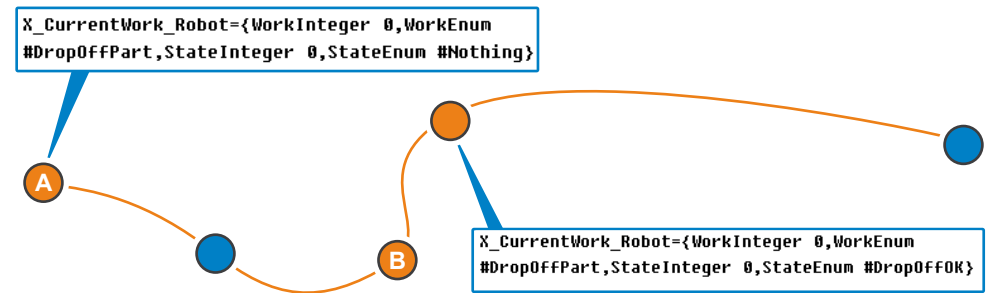 X_CurrentWork_Robot={WorkInteger 0,WorkEnum
#DropOffPart,StateInteger 0,StateEnum #Nothing}
A
B
X_CurrentWork_Robot={WorkInteger 0,WorkEnum
#DropOffPart,StateInteger 0,StateEnum #DropOffOK}